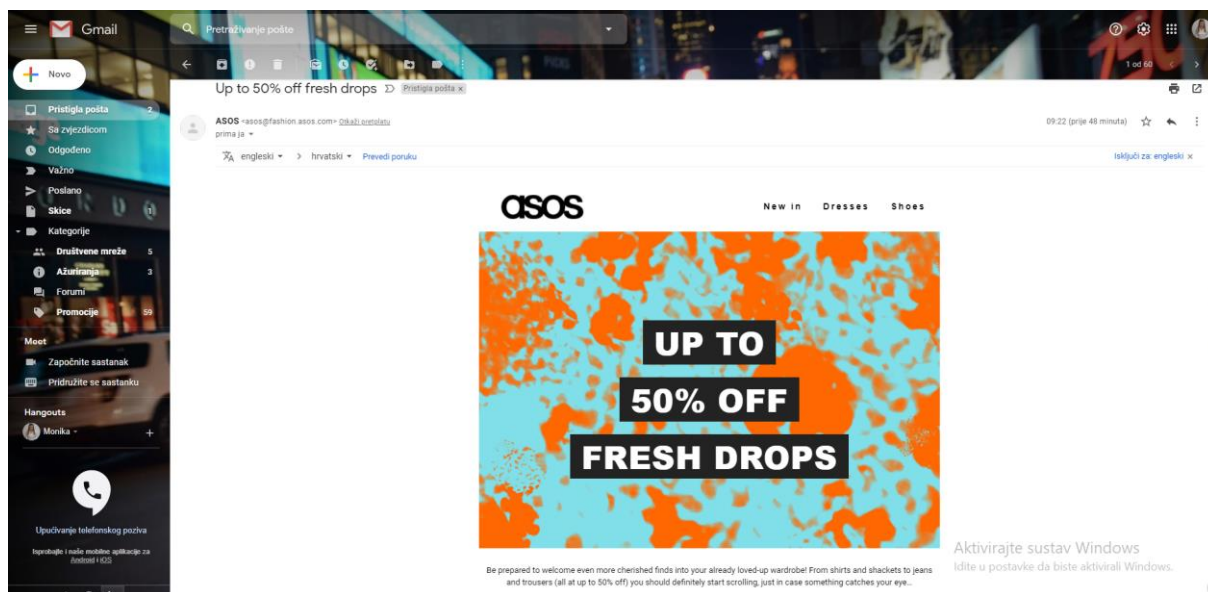 Gmail
Pretraživanje pošte
Novo
1 od 60
Up to 50% off fresh drops
Pristigla pošta x
Pristigla pošta 2
Sa zvjezdicom
Odgođeno
Važno
Poslano
Skice 1
Kategorije
Društvene mreže 5
Ažuriranja 3
Forumi
Promocije 59
Meet
Započnite sastanak
Pridružite se sastanku
Hangouts
Monika
Upućivanje telefonskog poziva
Isprobajte i naše mobilne aplikacije za
Android i iOS
ASOS <asos@fashion.asos.com> Otkaži pretplatu
prima ja
09:22 (prije 48 minuta)
engleski > hrvatski Prevedi poruku
Isključi za: engleski x
asos
New in Dresses Shoes
UP TO
50% OFF
FRESH DROPS
Be prepared to welcome even more cherished finds into your already loved-up wardrobe! From shirts and shackets to jeans
and trousers (all at up to 50% off) you should definitely start scrolling, just in case something catches your eye...
Aktivirajte sustav Windows
Idite u postavke da biste aktivirali Windows.